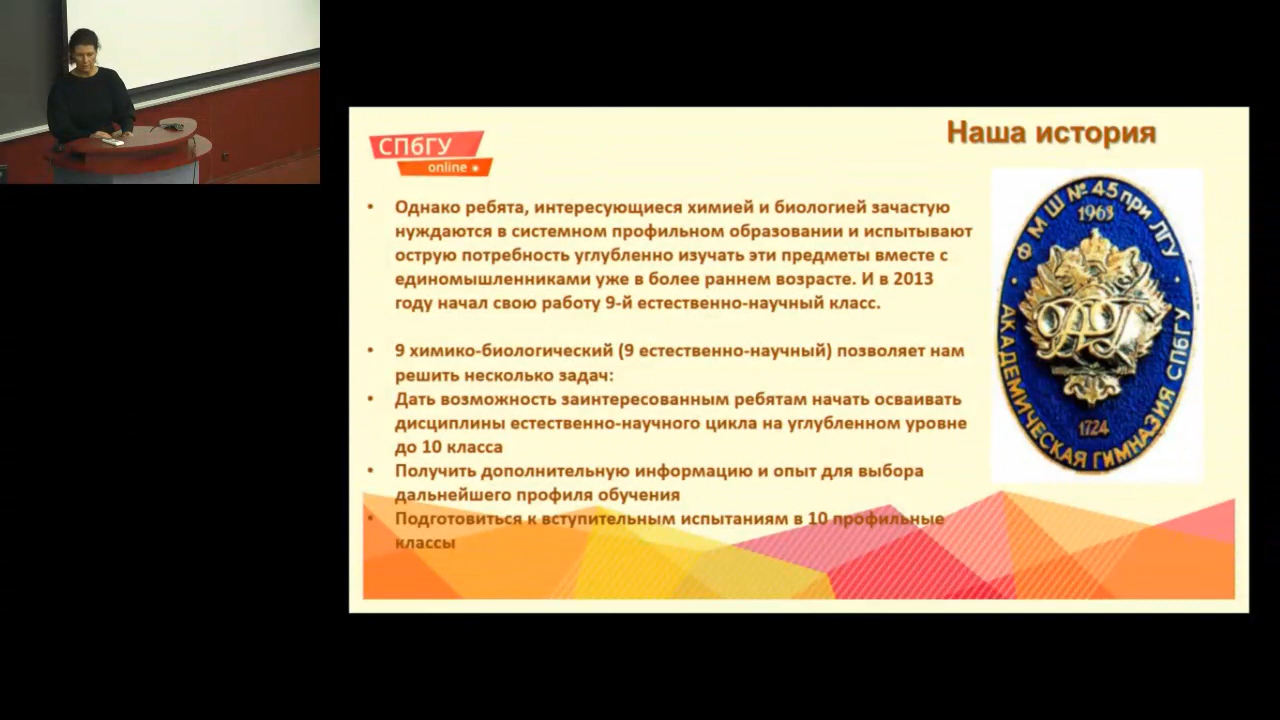 СПбГУ
online
Наша история
• Однако ребята, интересующиеся химией и биологией зачастую
нуждаются в системном профильном образовании и испытывают
острую потребность углубленно изучать эти предметы вместе с
единомышленниками уже в более раннем возрасте. И в 2013
году начал свою работу 9-й естественно-научный класс.
• 9 химико-биологический (9 естественно-научный) позволяет нам
решить несколько задач:
• Дать возможность заинтересованным ребятам начать осваивать
дисциплины естественно-научного цикла на углубленном уровне
до 10 класса
• Получить дополнительную информацию и опыт для выбора
дальнейшего профиля обучения
• Подготовиться к вступительным испытаниям в 10 профильные
классы
ФМШ № 45 при ЛГУ
1963
1724
АКАДЕМИЧЕСКАЯ ГИМНАЗИЯ СПбГУ